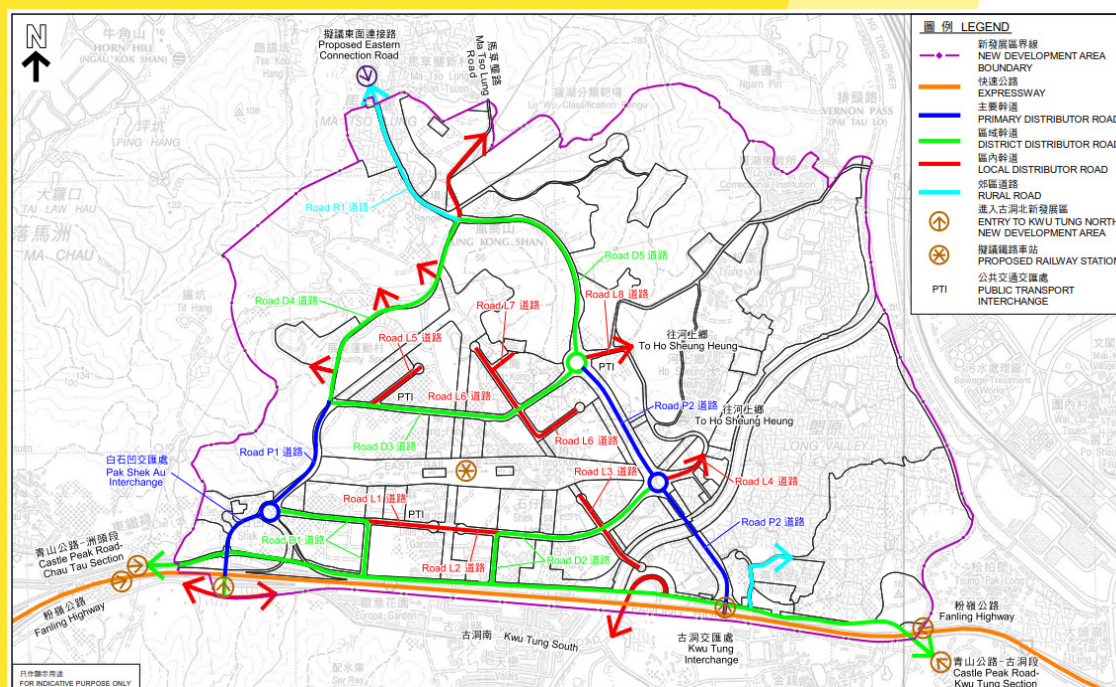 N
牛角山
(NGAU KOK SHAN)
擬議東面連接路
Proposed Eastern
Connection Road
馬草壟路
Ma Tso Lung
Road
圖 例 LEGEND
新發展區界線
NEW DEVELOPMENT AREA
BOUNDARY
快速公路
EXPRESSWAY
主要幹道
PRIMARY DISTRIBUTOR ROAD
區域幹道
DISTRICT DISTRIBUTOR ROAD
區內幹道
LOCAL DISTRIBUTOR ROAD
鄉區道路
RURAL ROAD
進入古洞北新發展區
ENTRY TO KWU TUNG NORTH
NEW DEVELOPMENT AREA
擬議鐵路車站
PROPOSED RAILWAY STATION
PTI
公共交通交匯處
PUBLIC TRANSPORT
INTERCHANGE
VERNON PASS
(PAI TAU LO)
坪坑
PING HANG
大羅口
TAI LAW HAU
落馬洲
MA CHAU
Road R1 道路
Road D5 道路
Road D4 道路
Road L7 道路
Road L8 道路
Road L5 道路
往河上鄉
To Ho Sheung Heung
PTI
PTI
Road L6 道路
Road P2 道路
往河上鄉
To Ho Sheung Heung
Road D3 道路
Road L6 道路
Road P1 道路
白石凹交匯處
Pak Shek Au
Interchange
Road L3 道路
Road L4 道路
Road L1 道路
PTI
Road P2 道路
Road D1 道路
Road L2 道路
Road D2 道路
青山公路-洲頭段
Castle Peak Road-
Chau Tau Section
粉嶺公路
Fanling Highway
粉嶺公路
Fanling Highway
古洞南 Kwu Tung South
古洞交匯處
Kwu Tung
Interchange
青山公路-古洞段
Castle Peak Road-
Kwu Tung Section
只作顯示用途
FOR INDICATIVE PURPOSE ONLY